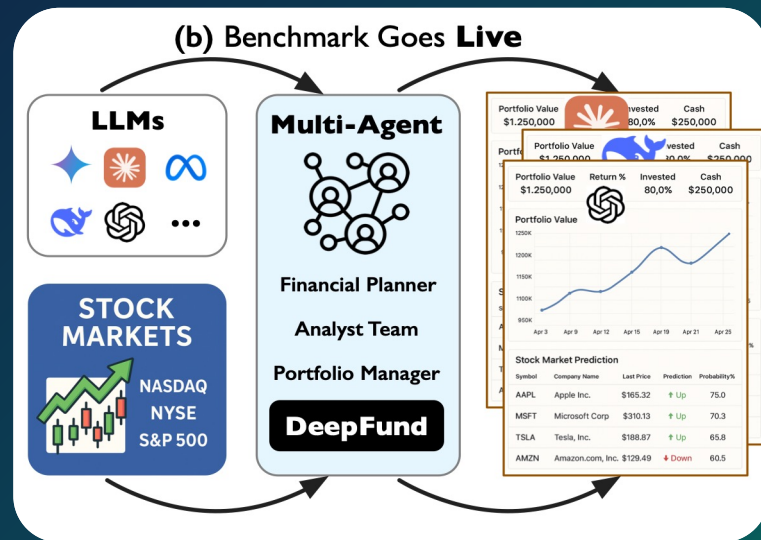 (b) Benchmark Goes Live
LLMs
STOCK
MARKETS
NASDAQ
NYSE
S&P 500
Multi-Agent
Financial Planner
Analyst Team
Portfolio Manager
DeepFund
Portfolio Value Invested Cash
$1.250,000 80,0% $250,000
Portfolio Value Cash
$1.250,000 $250,000
Portfolio Value Return % Invested Cash
$1.250,000 80,0% $250,000
Portfolio Value
1250K
1200K
1150K
1100K
950K
Apr 3 Apr 9 Apr 12 Apr 15 Apr 19 Apr 21 Apr 25
Stock Market Prediction
Symbol Company Name Last Price Prediction Probability%
AAPL Apple Inc. $165.32 ↑ Up 75.0
MSFT Microsoft Corp $310.13 ↑ Up 70.3
TSLA Tesla, Inc. $188.87 ↑ Up 65.8
AMZN Amazon.com, Inc. $129.49 ↓ Down 60.5